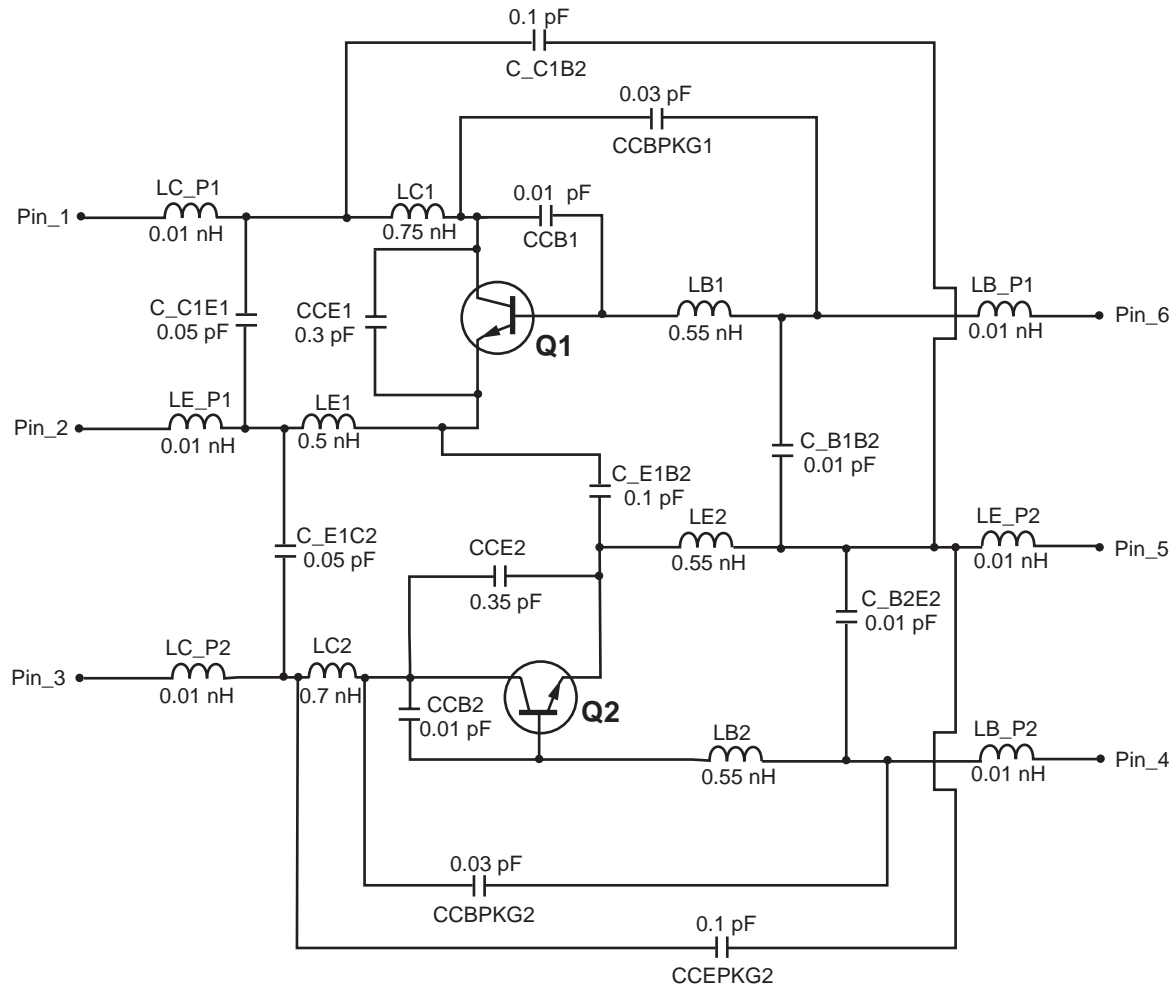 0.1 pF
C_C1B2
0.03 pF
CCBPKG1
LC_P1
LC1
0.01 pF
Pin_1
0.01 nH
0.75 nH
CCB1
LB1
LB_P1
C_C1E1
0.05 pF
CCE1
0.3 pF
Pin_6
0.55 nH
0.01 nH
Q1
LE_P1
LE1
Pin_2
0.01 nH
0.5 nH
C_B1B2
0.01 pF
C_E1B2
0.1 pF
LE2
LE_P2
C_E1C2
0.05 pF
Pin_5
CCE2
0.55 nH
0.01 nH
0.35 pF
C_B2E2
0.01 pF
LC_P2
LC2
Pin_3
0.01 nH
0.7 nH
CCB2
0.01 pF
Q2
LB2
LB_P2
Pin_4
0.55 nH
0.01 nH
0.03 pF
CCBPKG2
0.1 pF
CCEPKG2